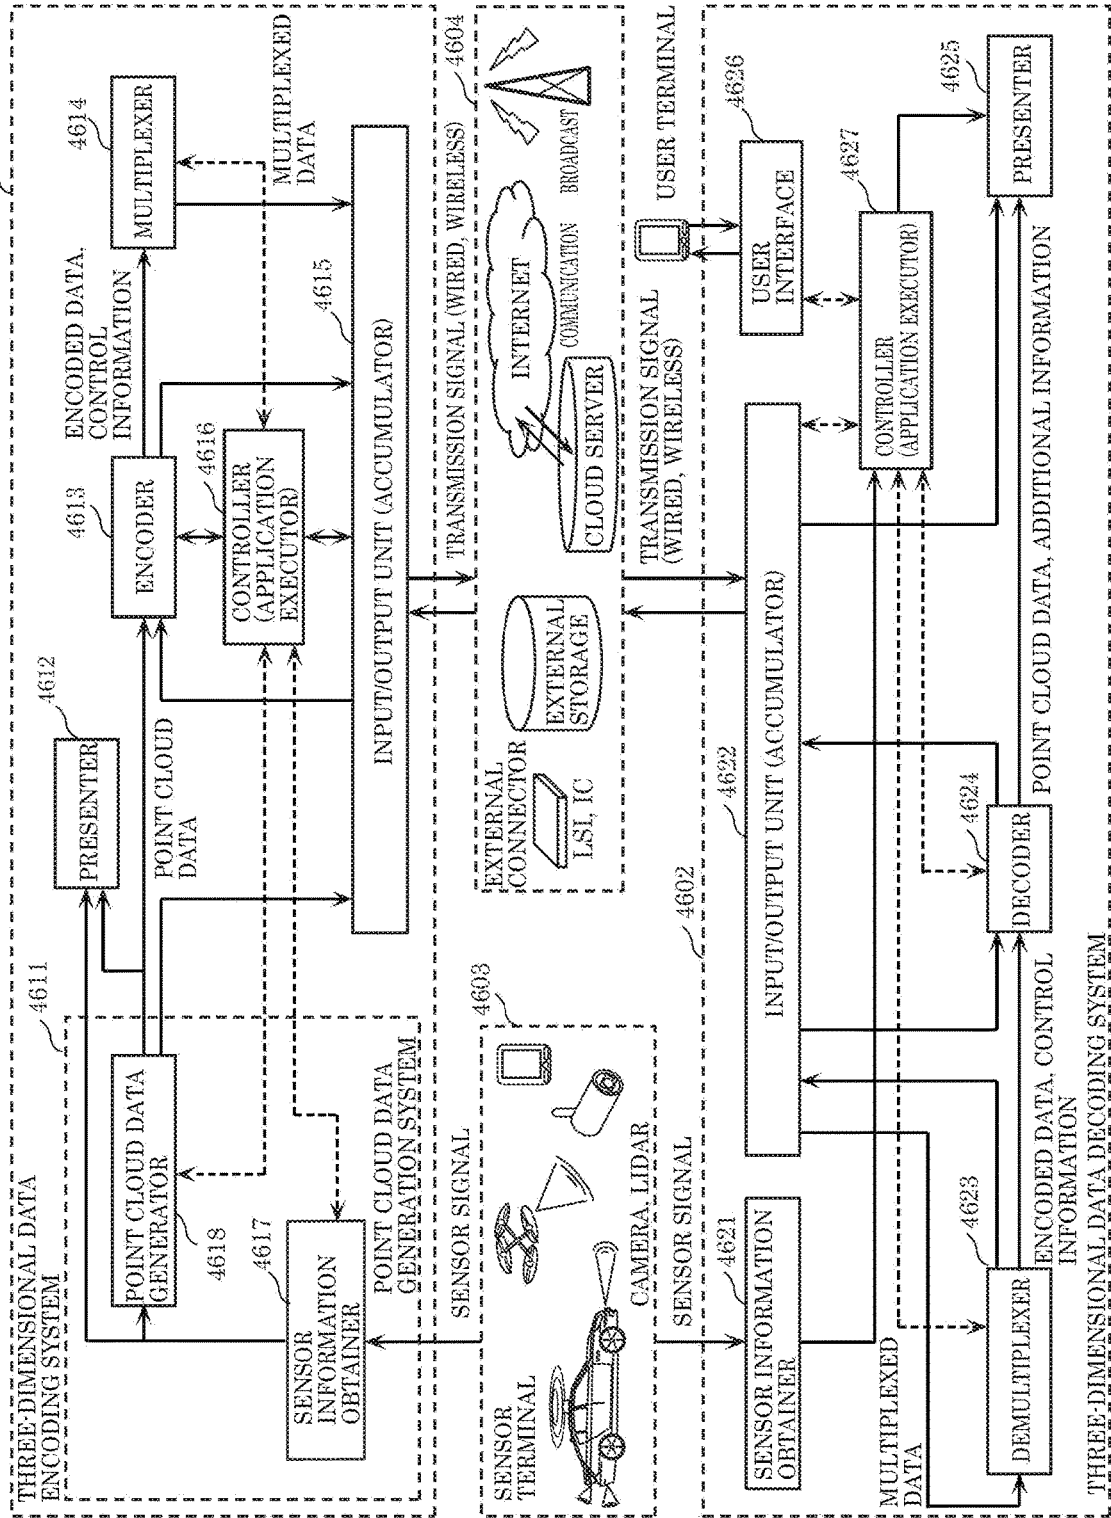 THREE-DIMENSIONAL DATA
ENCODING SYSTEM
4611
POINT CLOUD DATA
GENERATOR
4618
4617
SENSOR
INFORMATION
OBTAINER
POINT CLOUD DATA
GENERATION SYSTEM
PRESENTER
4612
POINT CLOUD
DATA
ENCODER
4613
ENCODED DATA,
CONTROL
INFORMATION
MULTIPLEXER
4614
CONTROLLER
(APPLICATION
EXECUTOR)
4616
MULTIPLEXED
DATA
INPUT/OUTPUT UNIT (ACCUMULATOR)
4615
SENSOR SIGNAL
TRANSMISSION SIGNAL (WIRED, WIRELESS)
4604
SENSOR
TERMINAL
4603
CAMERA, LIDAR
EXTERNAL
CONNECTOR
LSI, IC
EXTERNAL
STORAGE
CLOUD SERVER
INTERNET
COMMUNICATION
BROADCAST
SENSOR SIGNAL
4602
TRANSMISSION SIGNAL
(WIRED, WIRELESS)
USER TERMINAL
4621
SENSOR INFORMATION
OBTAINER
4622
INPUT/OUTPUT UNIT (ACCUMULATOR)
USER
INTERFACE
4626
CONTROLLER
(APPLICATION EXECUTOR)
4627
MULTIPLEXED
DATA
DEMULTIPLEXER
4623
ENCODED DATA, CONTROL
INFORMATION
DECODER
4624
POINT CLOUD DATA, ADDITIONAL INFORMATION
PRESENTER
4625
THREE-DIMENSIONAL DATA DECODING SYSTEM